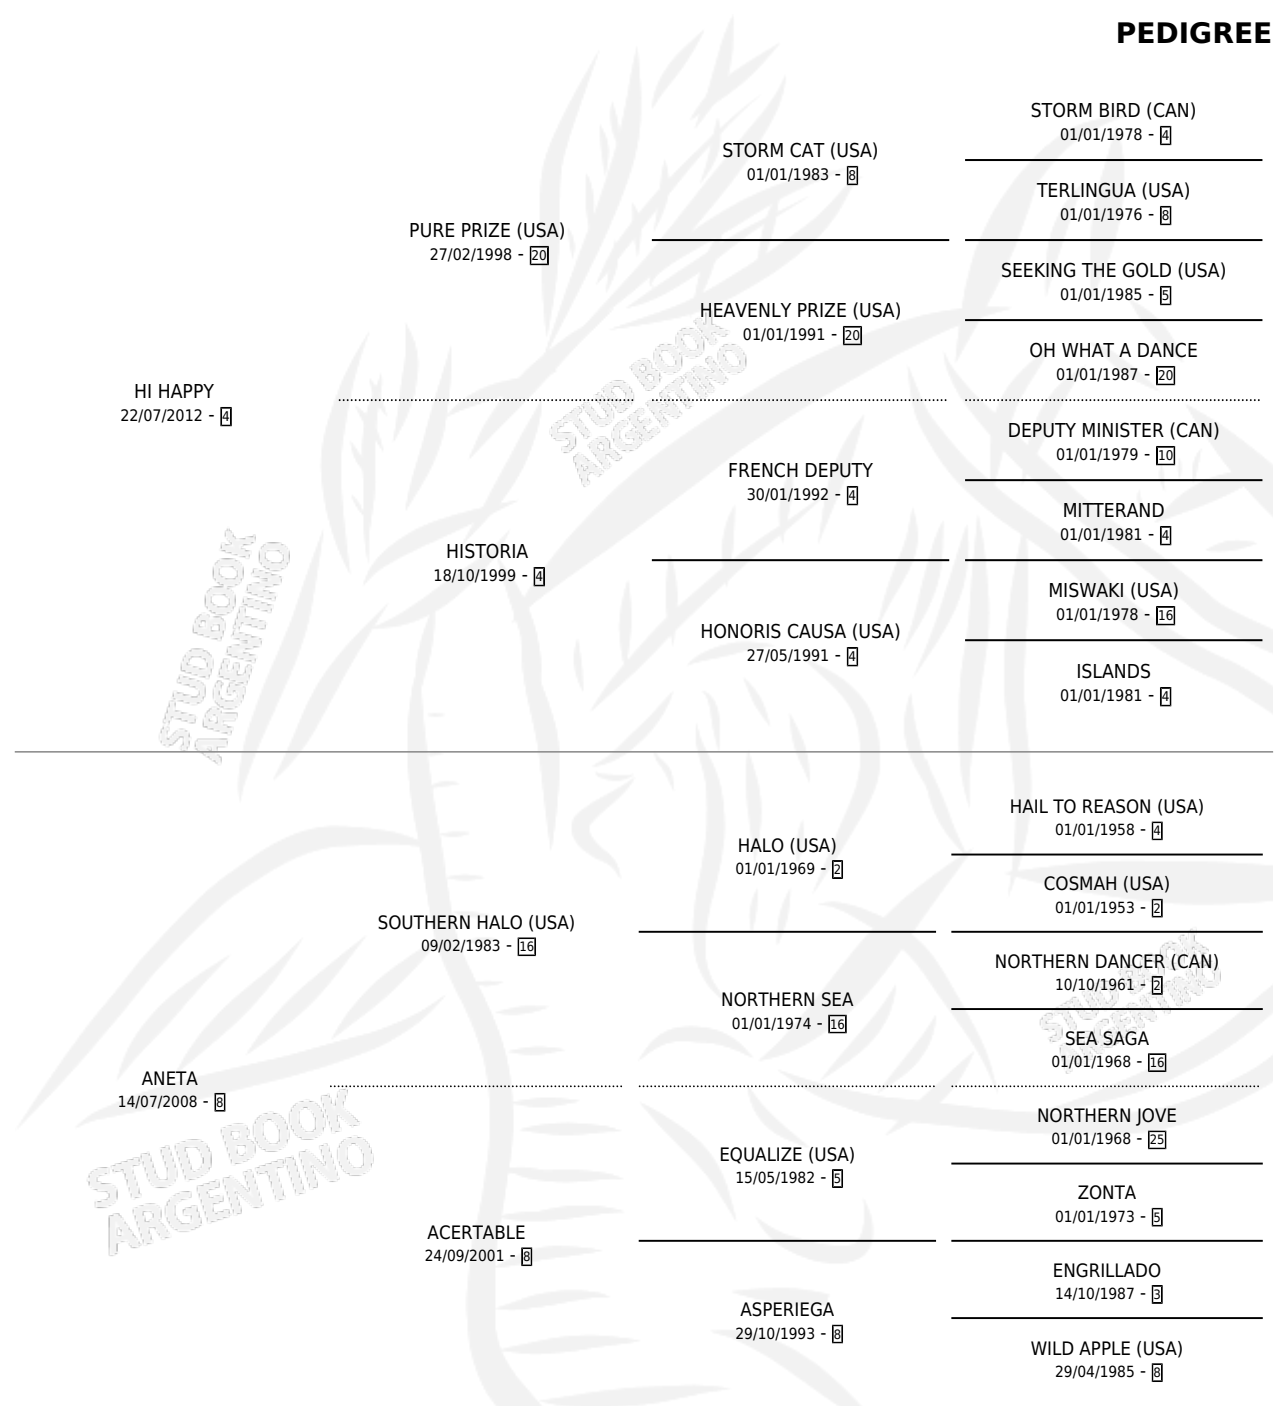 PEDIGREE
STORM BIRD (CAN)
01/01/1978 - 4
STORM CAT (USA)
01/01/1983 - 8
TERLINGUA (USA)
01/01/1976 - 8
PURE PRIZE (USA)
27/02/1998 - 20
SEEKING THE GOLD (USA)
01/01/1985 - 5
HEAVENLY PRIZE (USA)
01/01/1991 - 20
OH WHAT A DANCE
01/01/1987 - 20
HI HAPPY
22/07/2012 - 4
STUD BOOK
ARGENTINO
DEPUTY MINISTER (CAN)
01/01/1979 - 10
FRENCH DEPUTY
30/01/1992 - 4
MITTERAND
01/01/1981 - 4
HISTORIA
18/10/1999 - 4
MISWAKI (USA)
01/01/1978 - 16
HONORIS CAUSA (USA)
27/05/1991 - 4
ISLANDS
01/01/1981 - 4
STUD BOOK
ARGENTINO
HAIL TO REASON (USA)
01/01/1958 - 4
HALO (USA)
01/01/1969 - 2
COSMAH (USA)
01/01/1953 - 2
SOUTHERN HALO (USA)
09/02/1983 - 16
NORTHERN DANCER (CAN)
10/10/1961 - 2
NORTHERN SEA
01/01/1974 - 16
STUD BOOK
ARGENTINO
SEA SAGA
01/01/1968 - 16
ANETA
14/07/2008 - 8
NORTHERN JOVE
01/01/1968 - 25
EQUALIZE (USA)
15/05/1982 - 5
STUD BOOK
ARGENTINO
ZONTA
01/01/1973 - 5
ACERTABLE
24/09/2001 - 8
ENGRILLADO
14/10/1987 - 3
ASPERIEGA
29/10/1993 - 8
WILD APPLE (USA)
29/04/1985 - 8